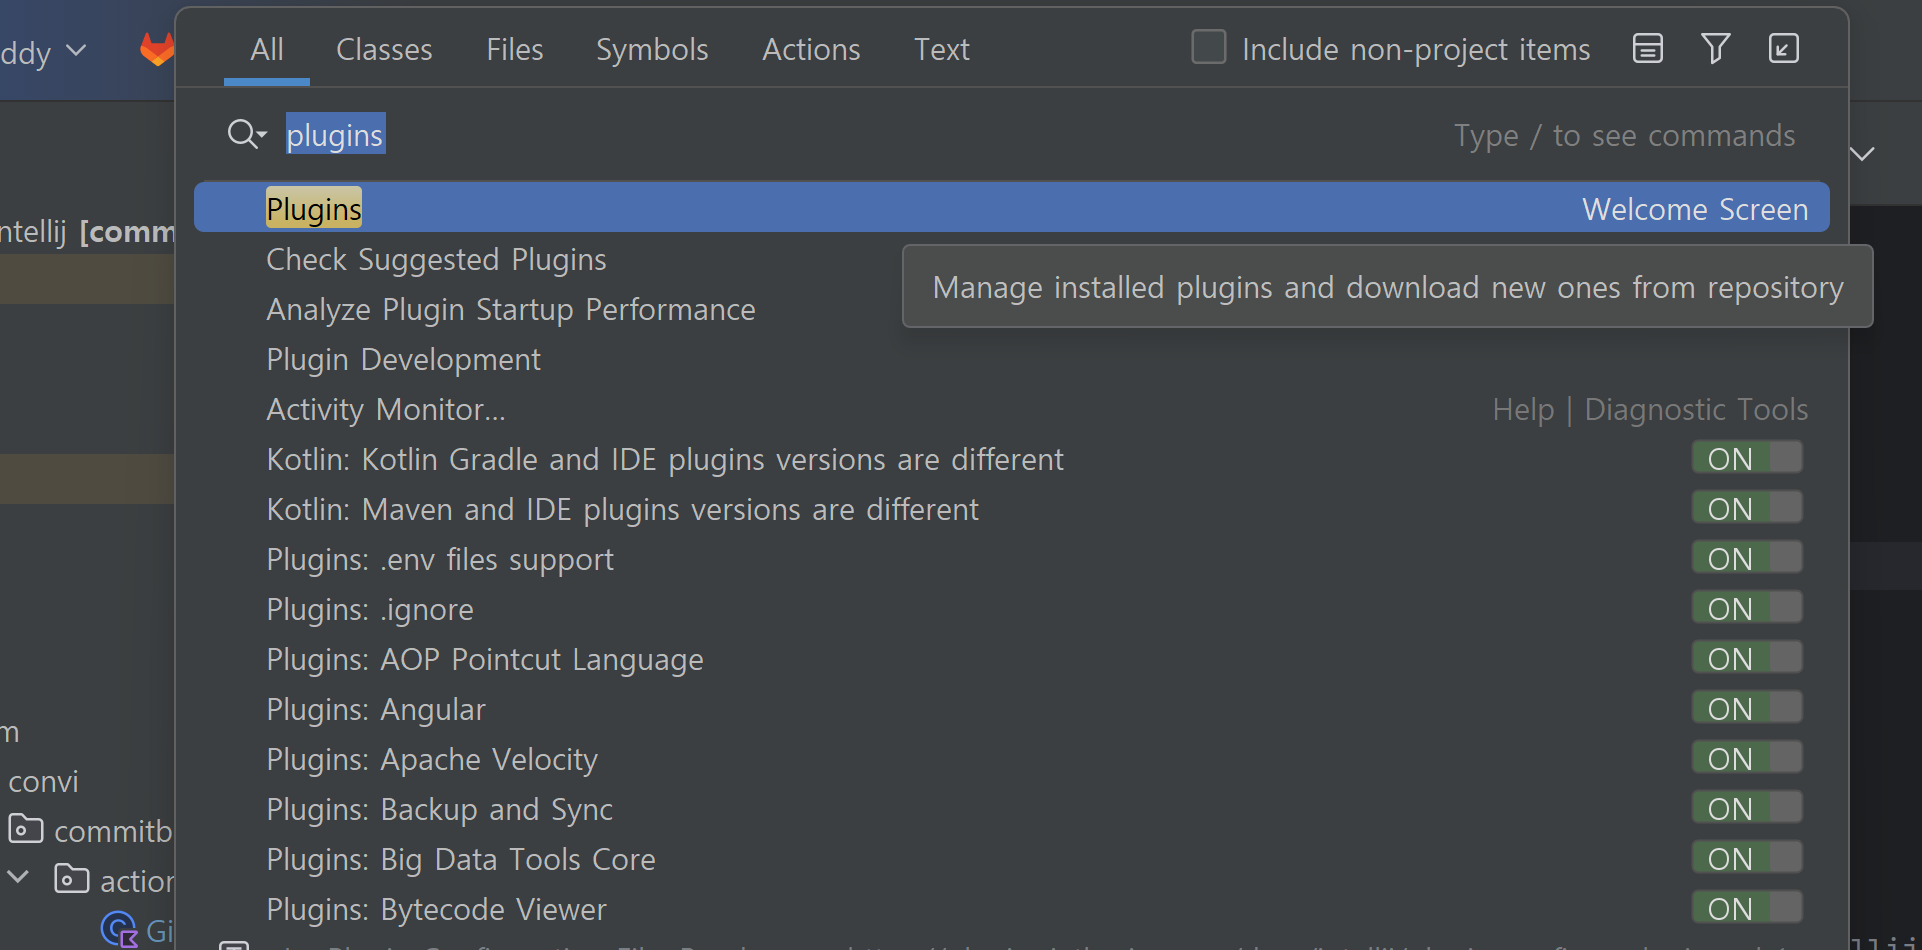 ddy
All Classes Files Symbols Actions Text Include non-project items
plugins Type / to see commands
Plugins Welcome Screen
ntellij [comm
Check Suggested Plugins
Manage installed plugins and download new ones from repository
Analyze Plugin Startup Performance
Plugin Development
Activity Monitor... Help | Diagnostic Tools
Kotlin: Kotlin Gradle and IDE plugins versions are different ON
Kotlin: Maven and IDE plugins versions are different ON
Plugins: .env files support ON
Plugins: .ignore ON
Plugins: AOP Pointcut Language ON
Plugins: Angular ON
m
Plugins: Apache Velocity ON
convi
Plugins: Backup and Sync ON
commitb
Plugins: Big Data Tools Core ON
action
Plugins: Bytecode Viewer ON
Gi